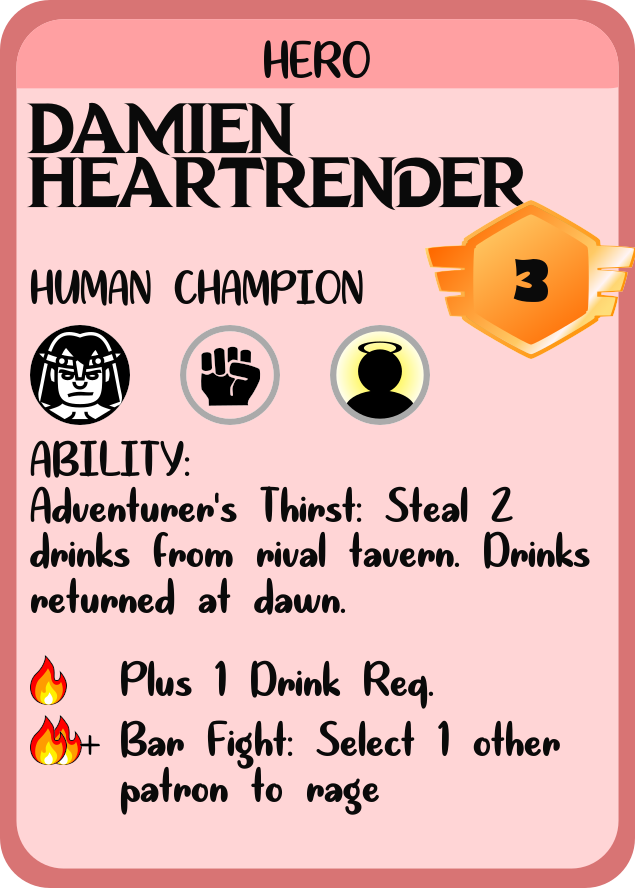 HERO
DAMIEN
HEARTRENDER
3
HUMAN CHAMPION
ABILITY:
Adventurer's Thirst: Steal 2
drinks from rival tavern. Drinks
returned at dawn.
Plus 1 Drink Req.
+ Bar Fight: Select 1 other
patron to rage